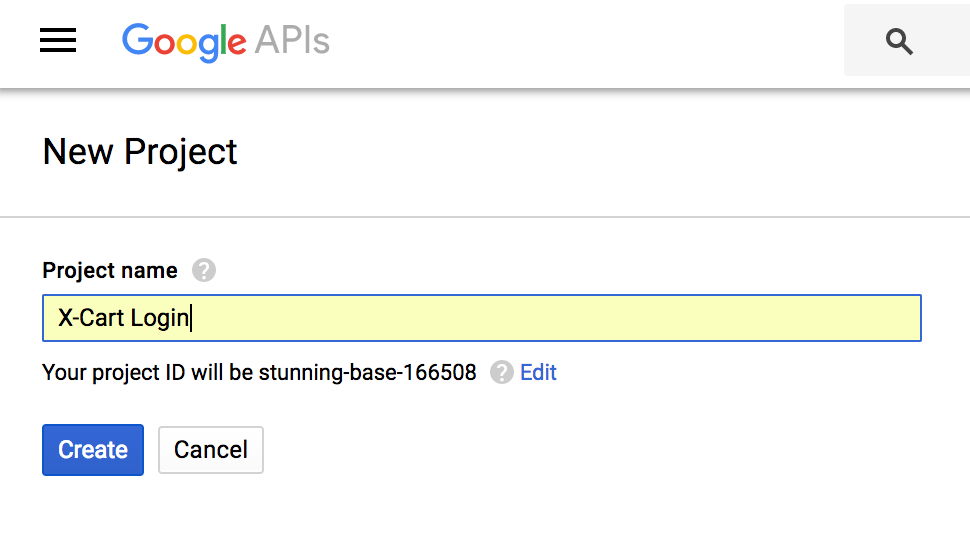 Google APIs
New Project
Project name ?
X-Cart Login
Your project ID will be stunning-base-166508 ? Edit
Create Cancel